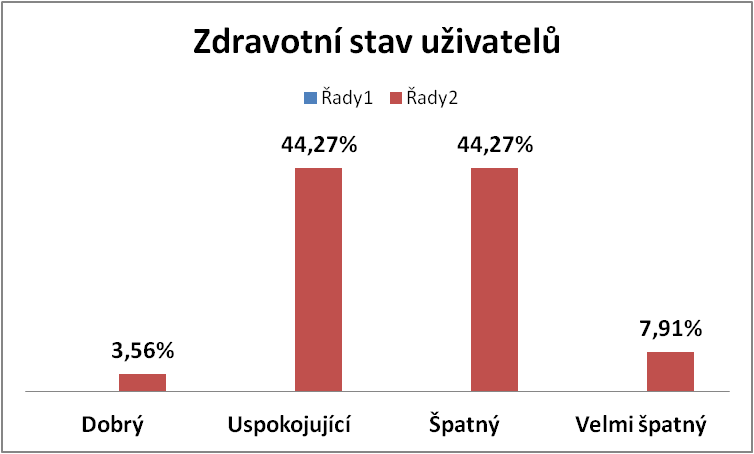 Zdravotní stav uživatelů
Řady1 Řady2
44,27% 44,27%
7,91%
3,56%
Dobrý Uspokojující Špatný Velmi špatný